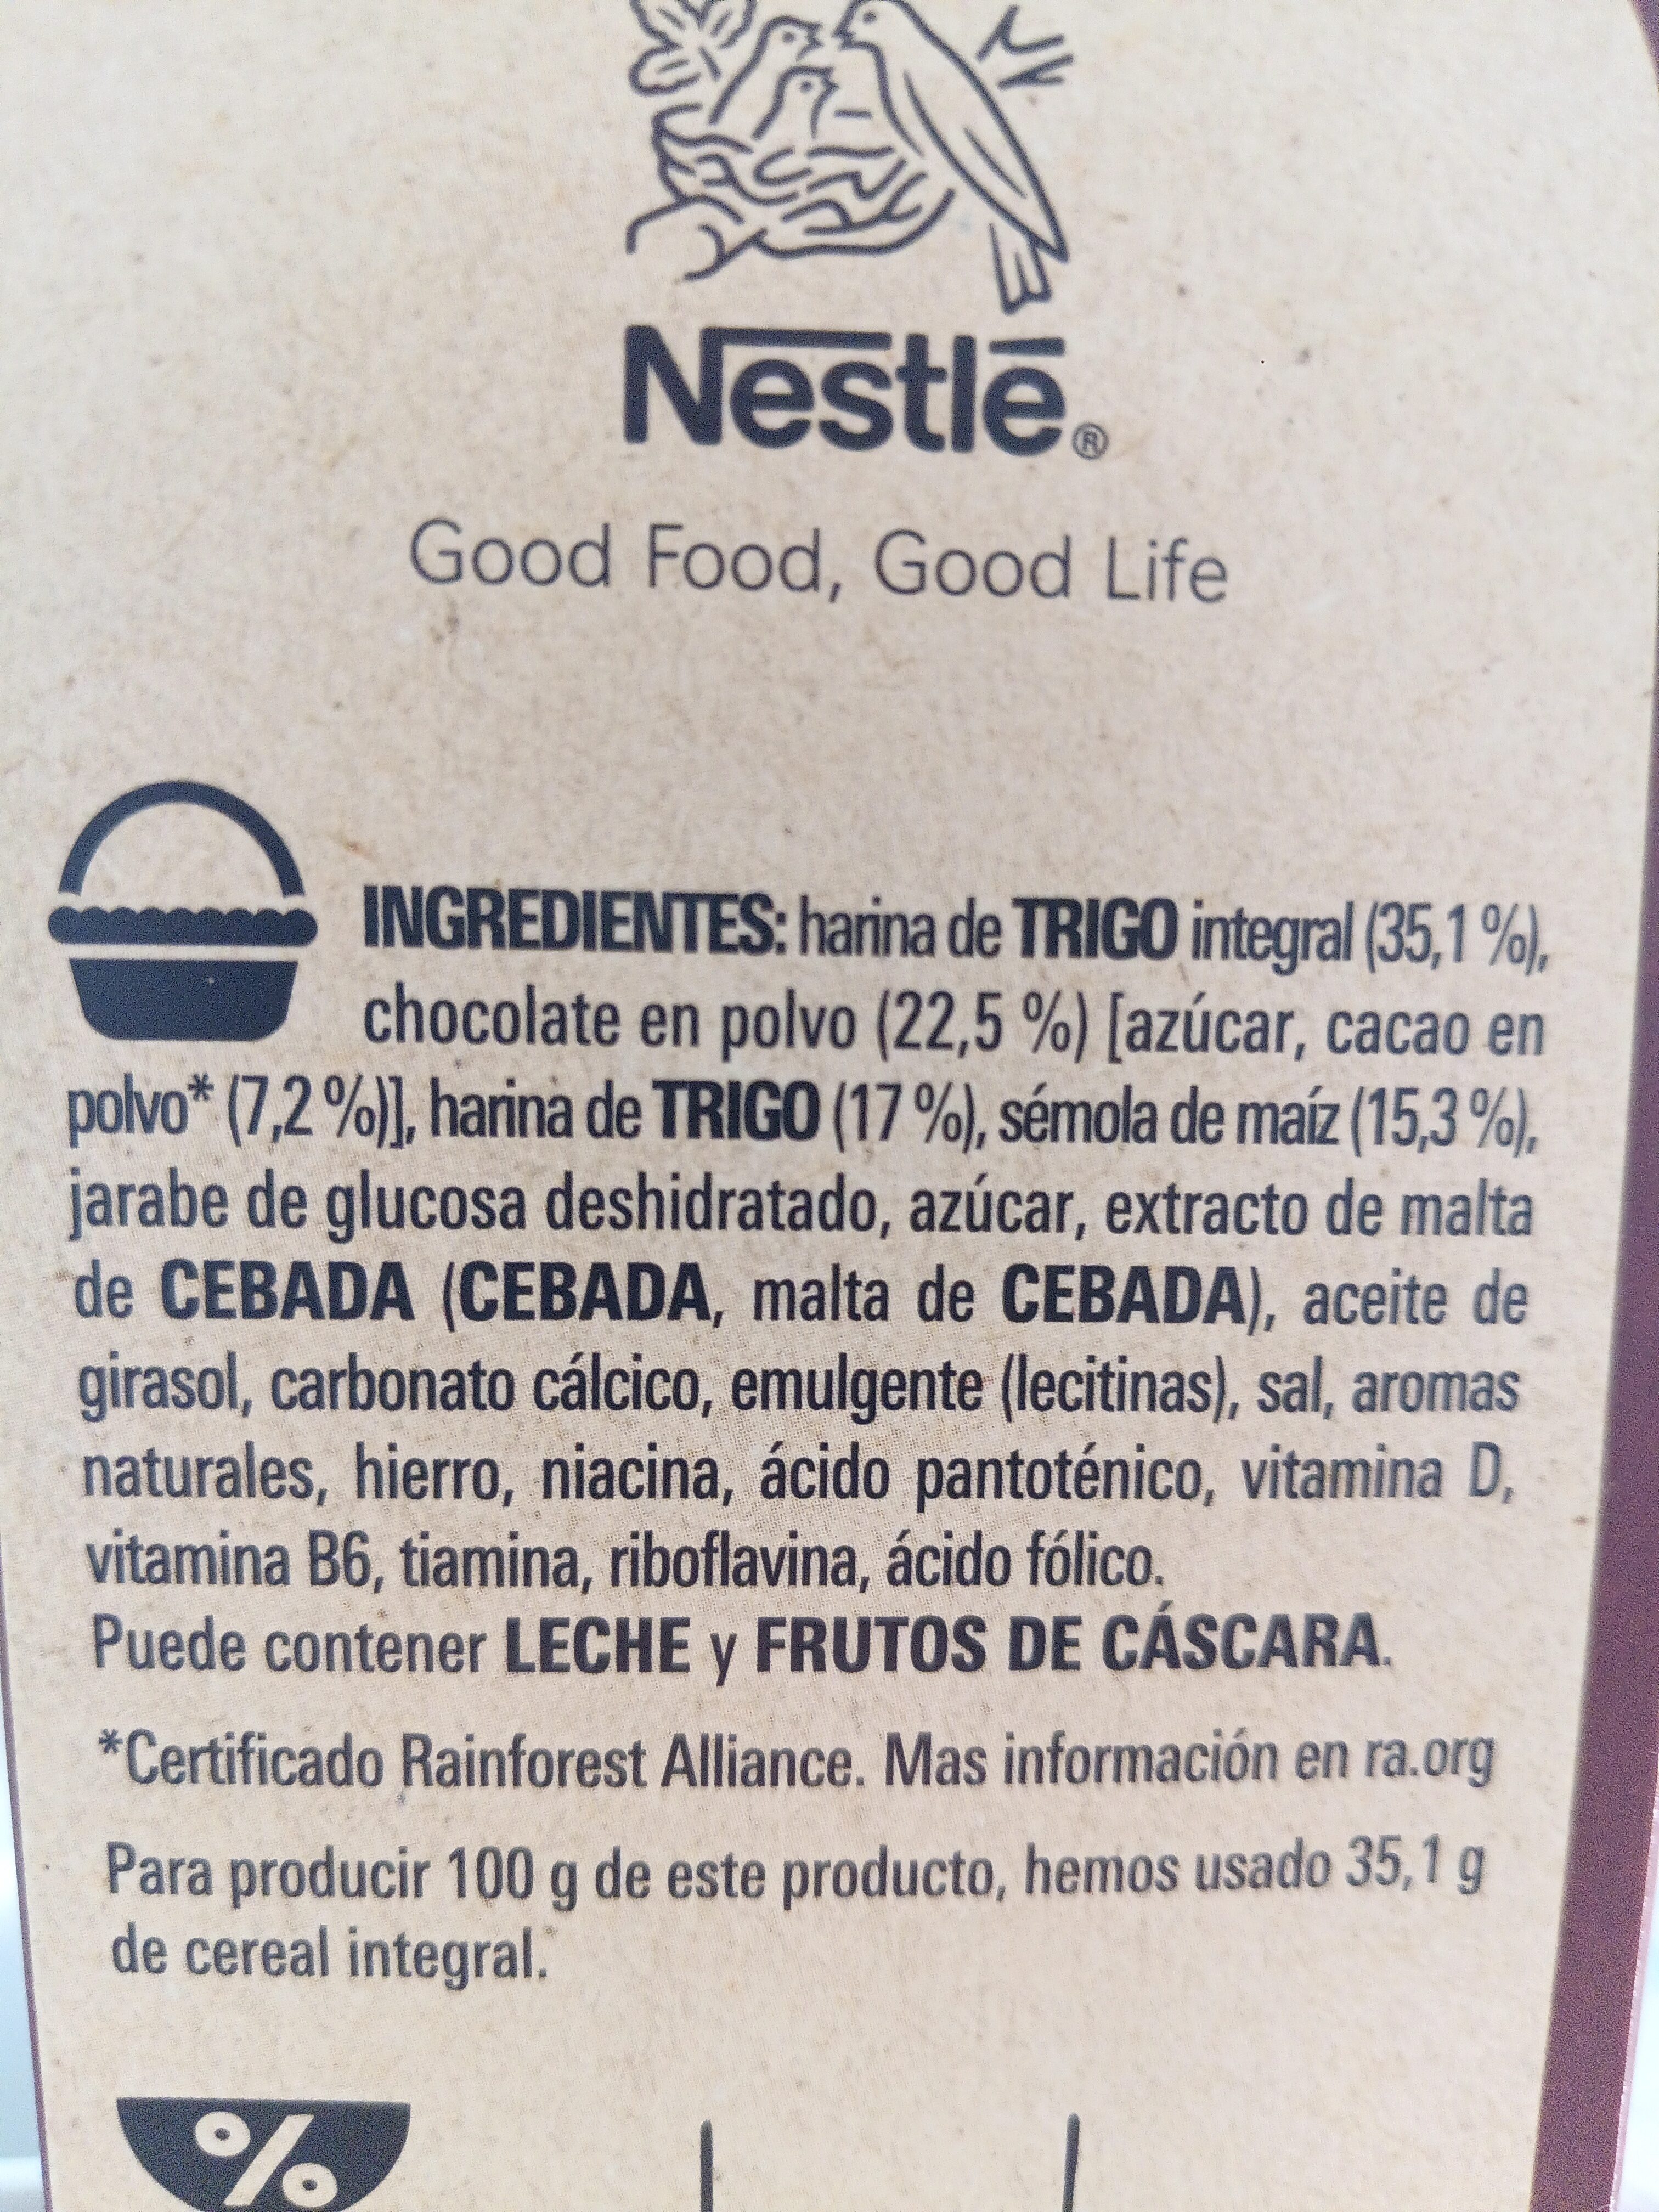 Nestlé®
Good Food, Good Life
INGREDIENTES: harina de TRIGO integral (35,1 %),
chocolate en polvo (22,5 %) [azúcar, cacao en
polvo* (7,2 %)], harina de TRIGO (17 %), sémola de maíz (15,3 %),
jarabe de glucosa deshidratado, azúcar, extracto de malta
de CEBADA (CEBADA, malta de CEBADA), aceite de
girasol, carbonato cálcico, emulgente (lecitinas), sal, aromas
naturales, hierro, niacina, ácido pantoténico, vitamina D,
vitamina B6, tiamina, riboflavina, ácido fólico.
Puede contener LECHE y FRUTOS DE CÁSCARA.
*Certificado Rainforest Alliance. Mas información en ra.org
Para producir 100 g de este producto, hemos usado 35,1 g
de cereal integral.
%